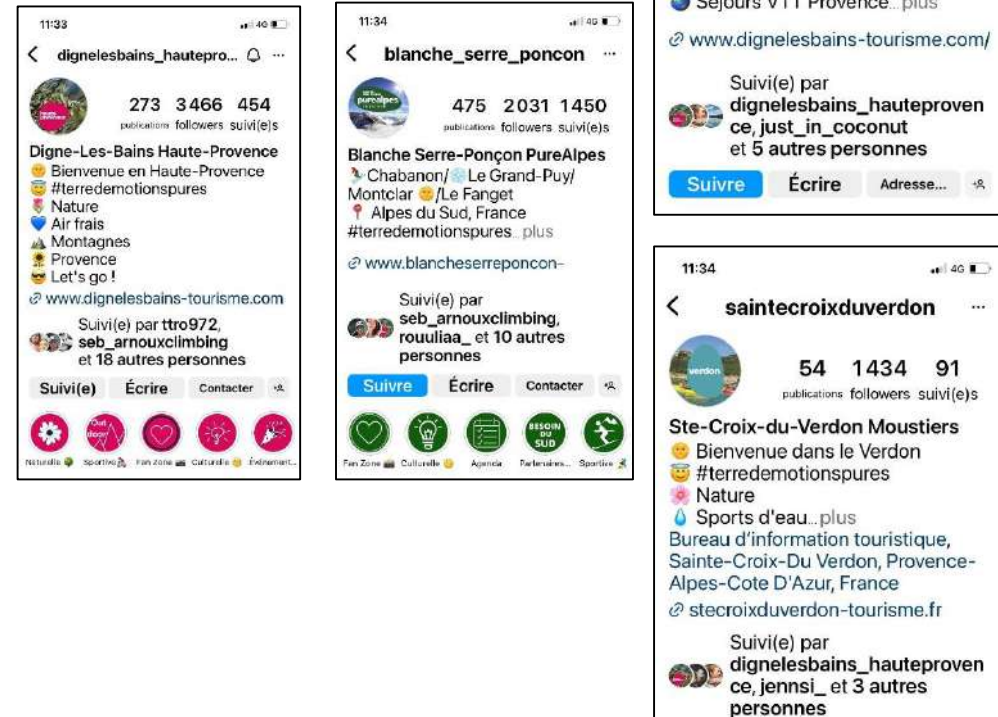 11:33
4G
dignelesbains_hautepro... ...
273 3466 454
publications followers suivi(e)s
haute provence
Digne-Les-Bains Haute-Provence
Bienvenue en Haute-Provence
#terredemotionspures
Nature
Air frais
Montagnes
Provence
Let's go !
www.dignelesbains-tourisme.com
Suivi(e) par ttro972,
seb_arnouxclimbing
et 18 autres personnes
Suivi(e) Écrire Contacter
Out
door
Naturelle Sportive Fan Zone Culturelle Événement...
11:34
4G
blanche_serre_poncon ...
purealpes
475 2031 1450
publications followers suivi(e)s
Blanche Serre-Ponçon PureAlpes
Chabanon/ Le Grand-Puy/
Montclar /Le Fanget
Alpes du Sud, France
#terredemotionspures... plus
www.blancheserreponcon-
Suivi(e) par
seb_arnouxclimbing,
rouuliaa_ et 10 autres
personnes
Suivre Écrire Contacter
BESOIN
DU
SUD
Fan Zone Culturelle Agenda Partenaires... Sportive
Séjours VTT Provence... plus
www.dignelesbains-tourisme.com/
Suivi(e) par
dignelesbains_hauteproven
ce, just_in_coconut
et 5 autres personnes
Suivre Écrire Adresse...
11:34
4G
saintecroixduverdon ...
verdon
54 1434 91
publications followers suivi(e)s
Ste-Croix-du-Verdon Moustiers
Bienvenue dans le Verdon
#terredemotionspures
Nature
Sports d'eau... plus
Bureau d'information touristique,
Sainte-Croix-Du Verdon, Provence-
Alpes-Cote D'Azur, France
stecroixduverdon-tourisme.fr
Suivi(e) par
dignelesbains_hauteproven
ce, jennsi_ et 3 autres
personnes